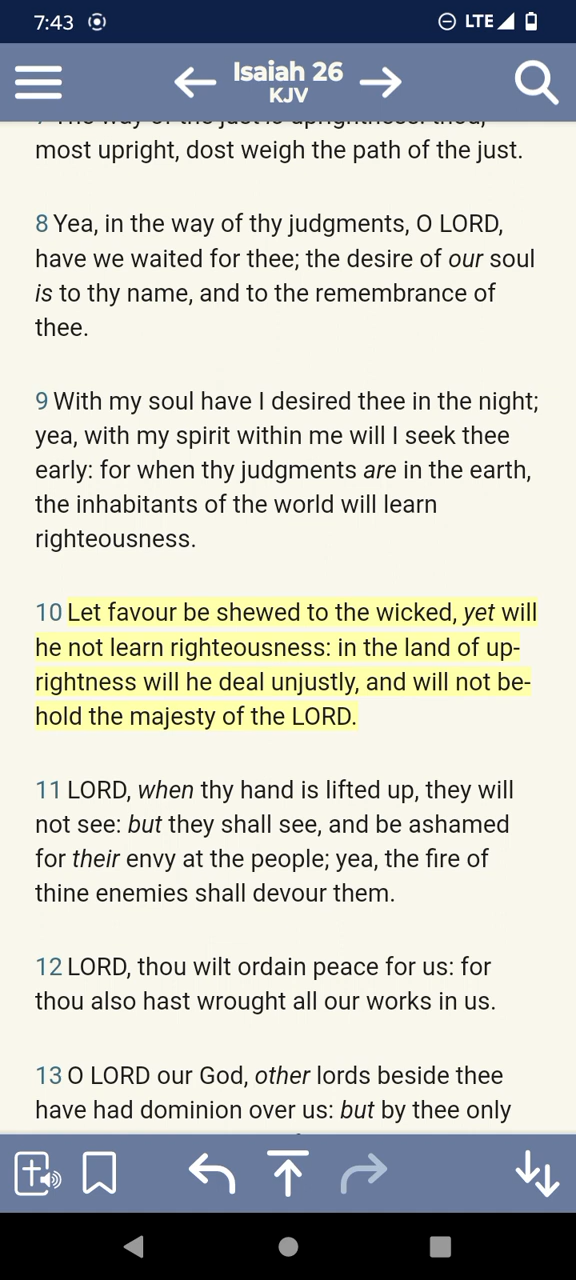 7:43 LTE
Isaiah 26
KJV
7 The way of the just is uprightness: thou,
most upright, dost weigh the path of the just.
8 Yea, in the way of thy judgments, O LORD,
have we waited for thee; the desire of our soul
is to thy name, and to the remembrance of
thee.
9 With my soul have I desired thee in the night;
yea, with my spirit within me will I seek thee
early: for when thy judgments are in the earth,
the inhabitants of the world will learn
righteousness.
10 Let favour be shewed to the wicked, yet will
he not learn righteousness: in the land of up-
rightness will he deal unjustly, and will not be-
hold the majesty of the LORD.
11 LORD, when thy hand is lifted up, they will
not see: but they shall see, and be ashamed
for their envy at the people; yea, the fire of
thine enemies shall devour them.
12 LORD, thou wilt ordain peace for us: for
thou also hast wrought all our works in us.
13 O LORD our God, other lords beside thee
have had dominion over us: but by thee only